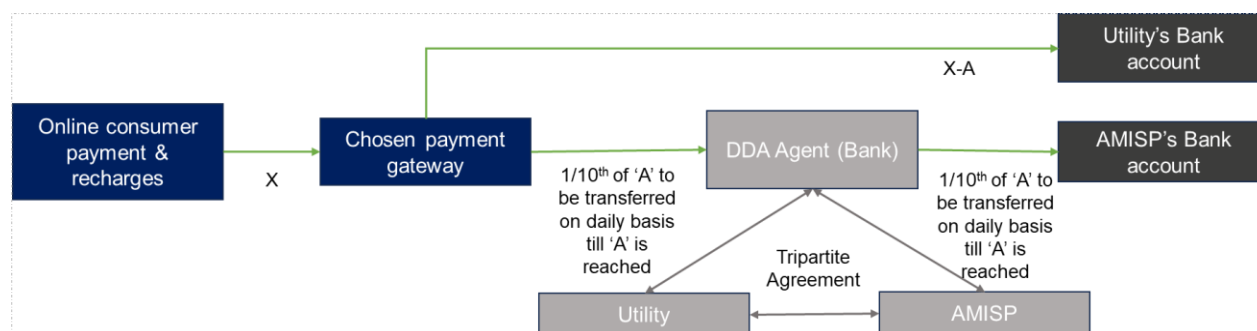 Utility's Bank
account
X-A
Online consumer
payment &
recharges
X
Chosen payment
gateway
DDA Agent (Bank)
AMISP's Bank
account
1/10th of 'A' to
be transferred
on daily basis
till 'A' is
reached
1/10th of 'A' to
be transferred
on daily basis
till 'A' is
reached
Tripartite
Agreement
Utility
AMISP